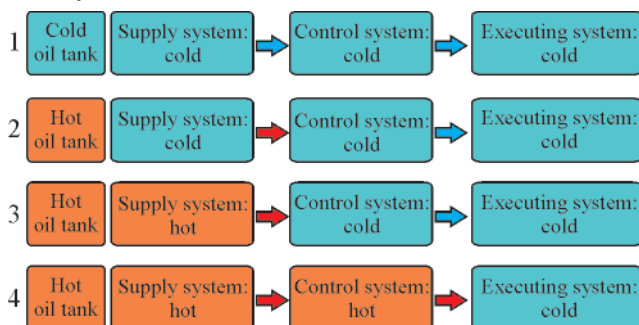 1
Cold
oil tank
Supply system:
cold
Control system:
cold
Executing system:
cold
2
Hot
oil tank
Supply system:
cold
Control system:
cold
Executing system:
cold
3
Hot
oil tank
Supply system:
hot
Control system:
cold
Executing system:
cold
4
Hot
oil tank
Supply system:
hot
Control system:
hot
Executing system:
cold